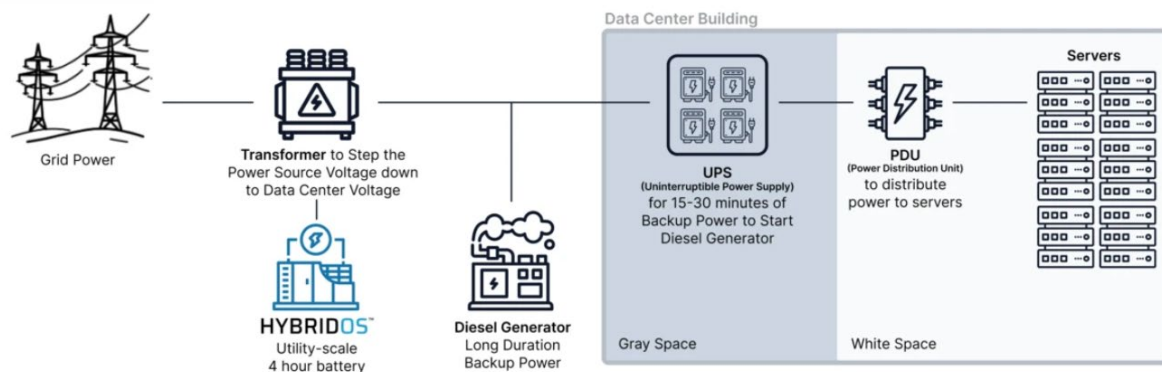 Data Center Building
Grid Power
Transformer to Step the
Power Source Voltage down
to Data Center Voltage
HYBRIDOS™
Utility-scale
4 hour battery
Diesel Generator
Long Duration
Backup Power
UPS
(Uninterruptible Power Supply)
for 15-30 minutes of
Backup Power to Start
Diesel Generator
Gray Space
PDU
(Power Distribution Unit)
to distribute
power to servers
White Space
Servers